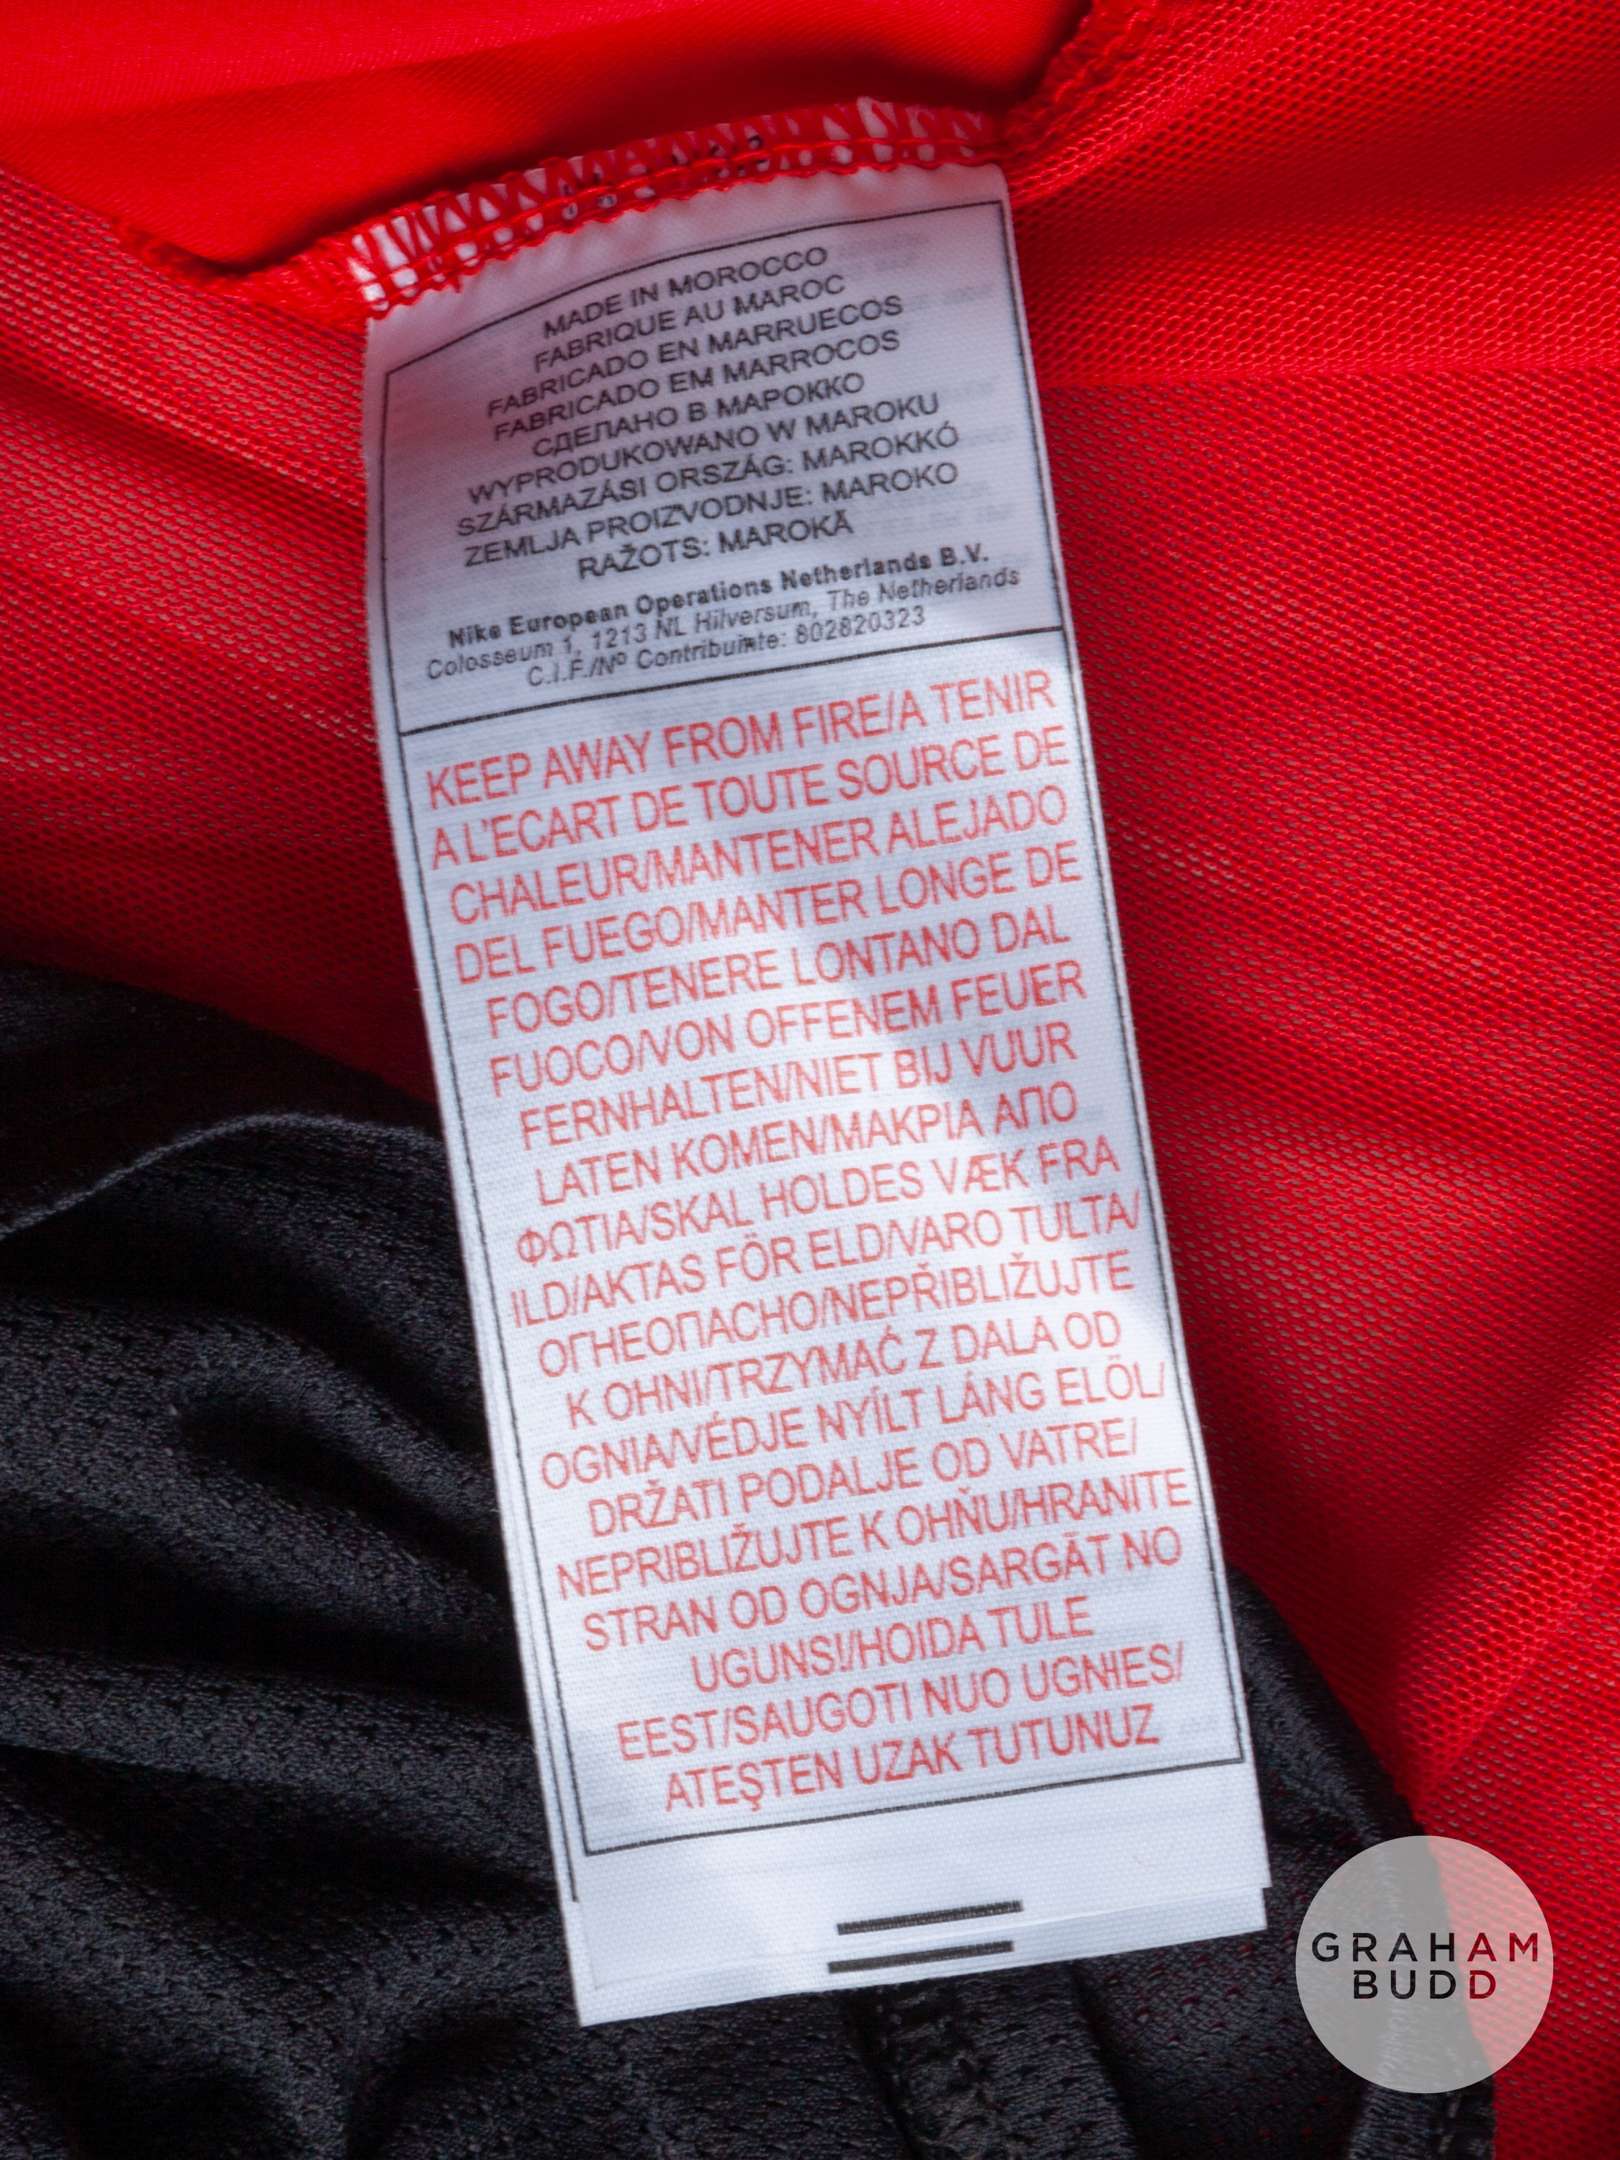 MADE IN MOROCCO
FABRIQUE AU MAROC
FABRICADO EN MARRUECOS
FABRICADO EM MARROCOS
СДЕЛАНО В МАРОККО
WYPRODUKOWANO W MAROKU
SZÁRMAZÁSI ORSZÁG: MAROKKÓ
ZEMLJA PROIZVODNJE: MAROKO
RAŽOTS: MAROKĀ
Nike European Operations Netherlands B.V.
Colosseum 1, 1213 NL Hilversum, The Netherlands
C.I.F./Nº Contribuinte: 802820323
KEEP AWAY FROM FIRE/A TENIR
A L'ECART DE TOUTE SOURCE DE
CHALEUR/MANTENER ALEJADO
DEL FUEGO/MANTER LONGE DE
FOGO/TENERE LONTANO DAL
FUOCO/VON OFFENEM FEUER
FERNHALTEN/NIET BIJ VUUR
LATEN KOMEN/ΜΑΚΡΙΑ ΑΠΟ
ΦΩΤΙΑ/SKAL HOLDES VÆK FRA
ILD/AKTAS FÖR ELD/VARO TULTA/
ОГНЕОПАСНО/NEPŘIBLIŽUJTE
K OHNI/TRZYMAĆ Z DALA OD
OGNIA/VÉDJE NYÍLT LÁNG ELÖL/
DRŽATI PODALJE OD VATRE/
NEPRIBLIŽUJTE K OHŇU/HRANITE
STRAN OD OGNJA/SARGĀT NO
UGUNS!/HOIDA TULE
EEST/SAUGOTI NUO UGNIES/
ATEŞTEN UZAK TUTUNUZ
GRAHAM
BUDD